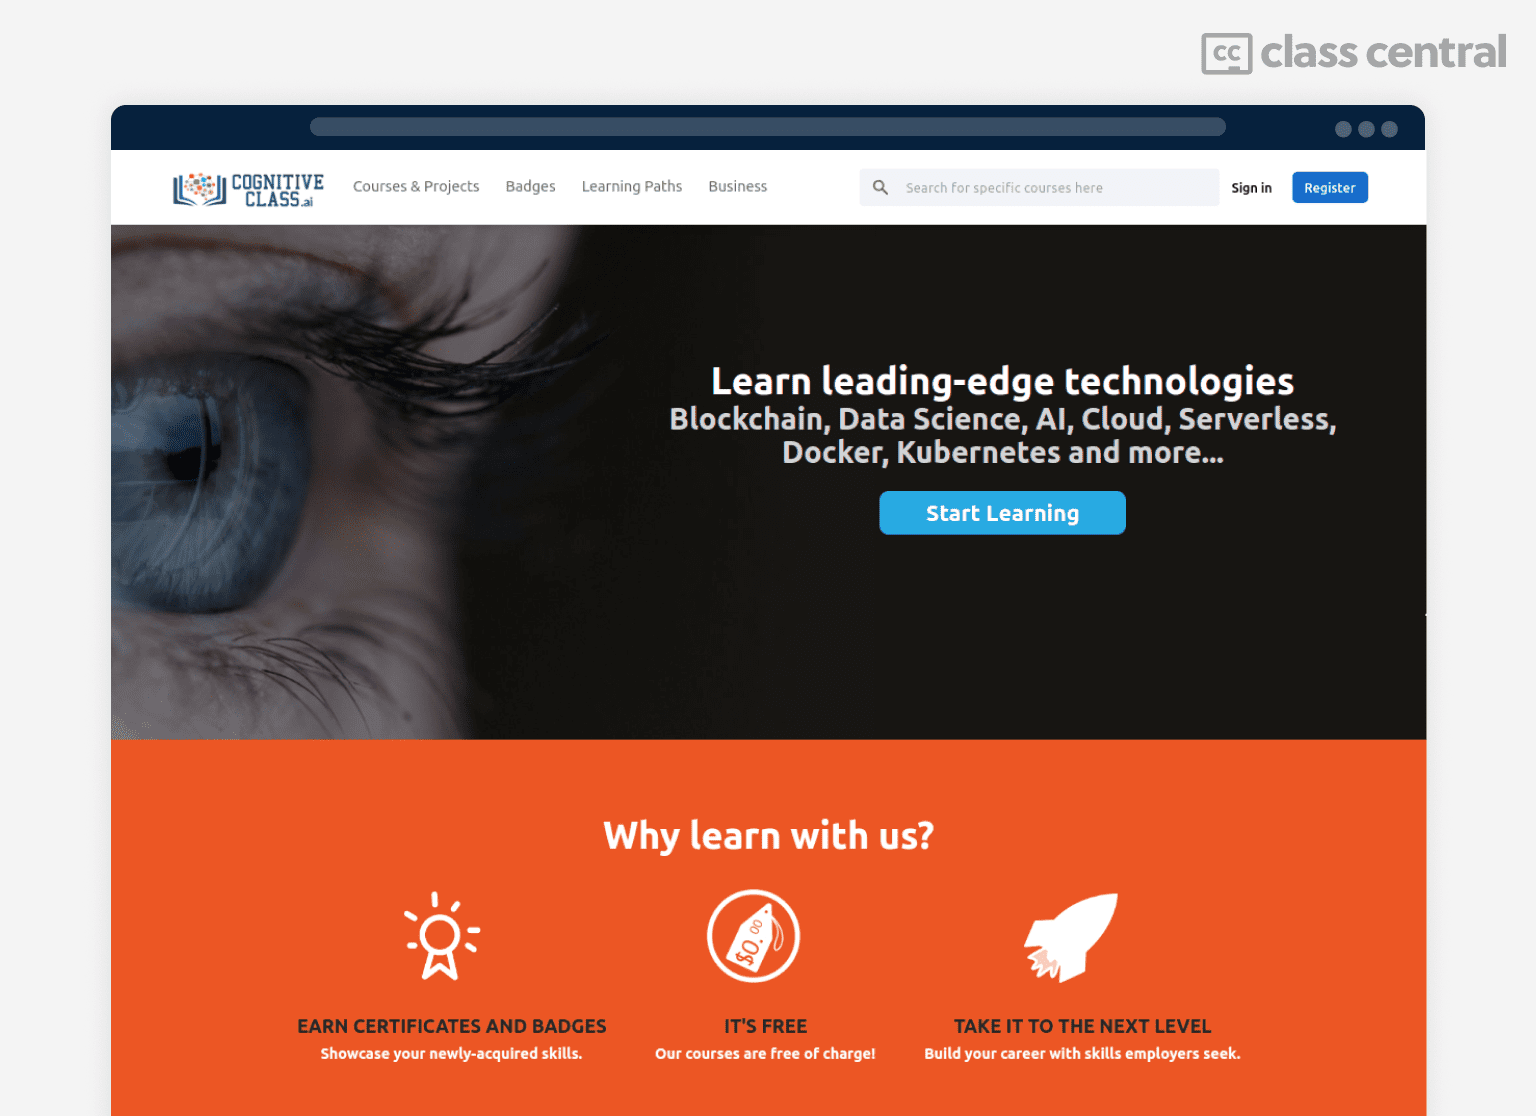 cc class central
COGNITIVE
CLASS.ai
Courses & Projects Badges Learning Paths Business
Search for specific courses here
Sign in
Register
Learn leading-edge technologies
Blockchain, Data Science, AI, Cloud, Serverless,
Docker, Kubernetes and more...
Start Learning
Why learn with us?
$0.00
EARN CERTIFICATES AND BADGES
Showcase your newly-acquired skills.
IT'S FREE
Our courses are free of charge!
TAKE IT TO THE NEXT LEVEL
Build your career with skills employers seek.